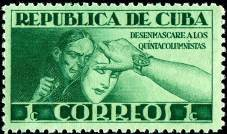 REPUBLICA DE CUBA
DESENMASCARE A LOS
QUINTACOLUMNISTAS
1c CORREOS 1c